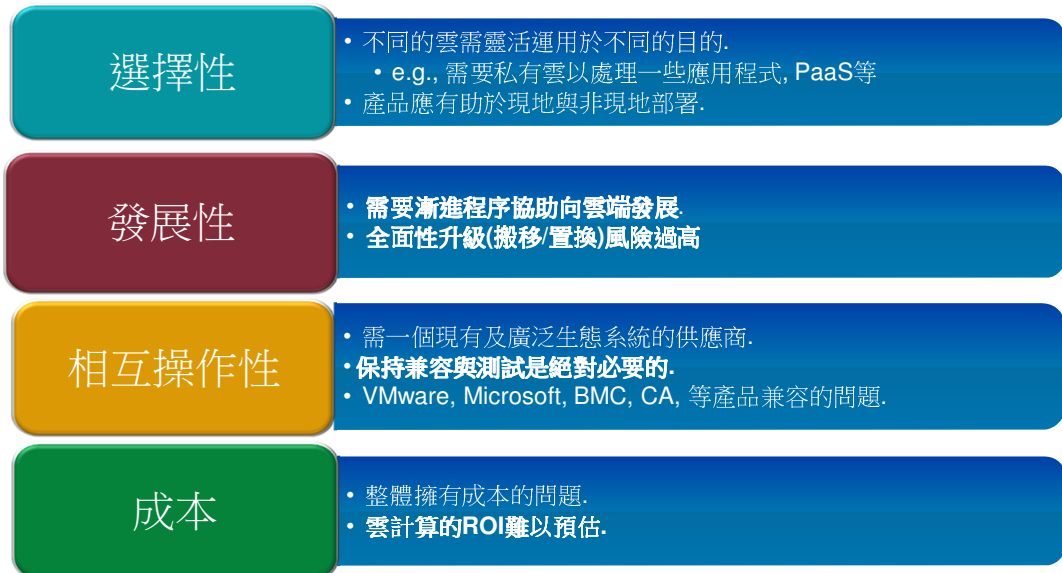 選擇性
• 不同的雲需靈活運用於不同的目的.
• e.g., 需要私有雲以處理一些應用程式, PaaS等
• 產品應有助於現地與非現地部署.
發展性
• 需要漸進程序協助向雲端發展.
• 全面性升級(搬移/置換)風險過高
相互操作性
• 需一個現有及廣泛生態系統的供應商.
• 保持兼容與測試是絕對必要的.
• VMware, Microsoft, BMC, CA, 等產品兼容的問題.
成本
• 整體擁有成本的問題.
• 雲計算的ROI難以預估.